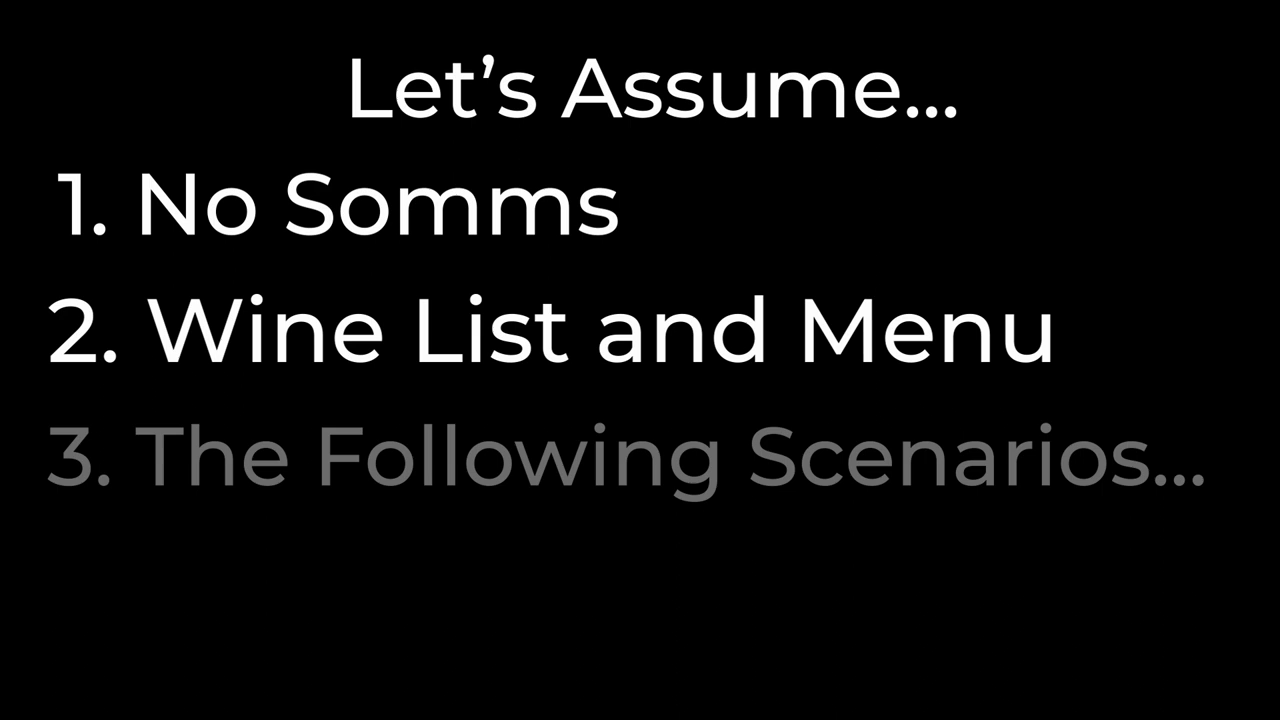 Let’s Assume...
1. No Somms
2. Wine List and Menu
3. The Following Scenarios...